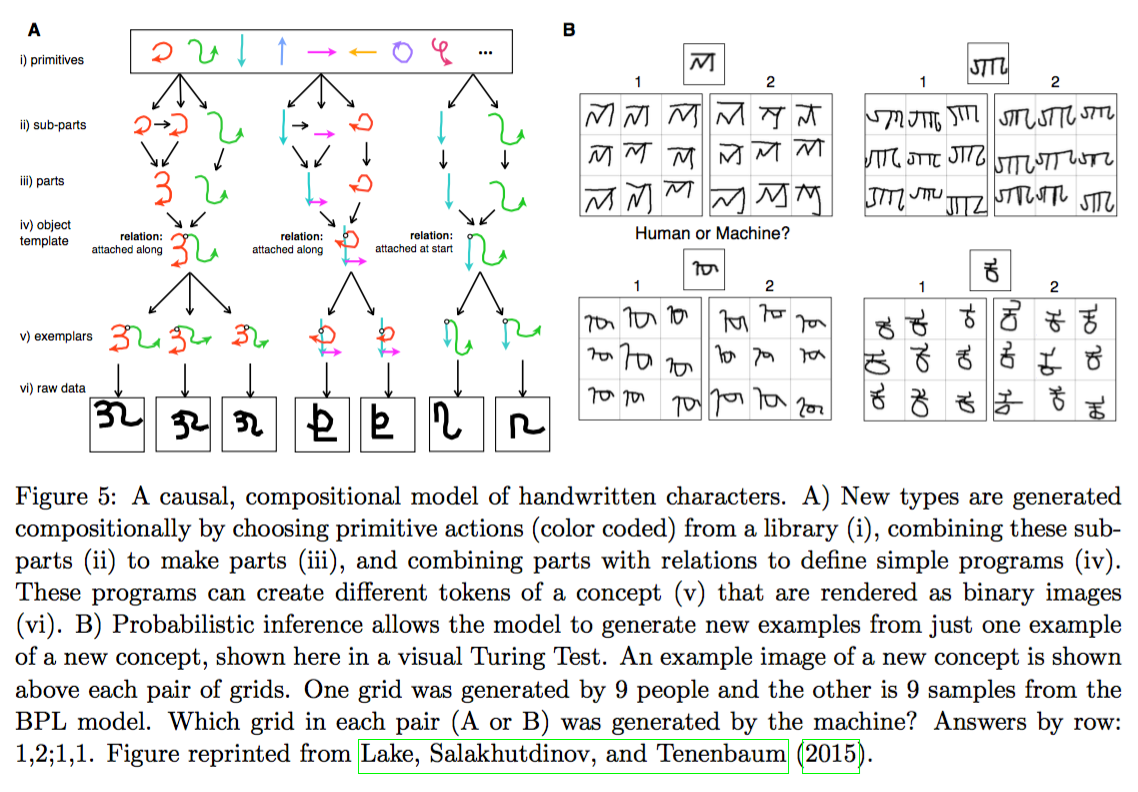 A
B
i) primitives
...
ii) sub-parts
iii) parts
iv) object
template
relation:
attached along
relation:
attached along
relation:
attached at start
v) exemplars
vi) raw data
1
2
1
2
Human or Machine?
1
2
1
2
Figure 5: A causal, compositional model of handwritten characters. A) New types are generated
compositionally by choosing primitive actions (color coded) from a library (i), combining these sub-
parts (ii) to make parts (iii), and combining parts with relations to define simple programs (iv).
These programs can create different tokens of a concept (v) that are rendered as binary images
(vi). B) Probabilistic inference allows the model to generate new examples from just one example
of a new concept, shown here in a visual Turing Test. An example image of a new concept is shown
above each pair of grids. One grid was generated by 9 people and the other is 9 samples from the
BPL model. Which grid in each pair (A or B) was generated by the machine? Answers by row:
1,2;1,1. Figure reprinted from Lake, Salakhutdinov, and Tenenbaum (2015).